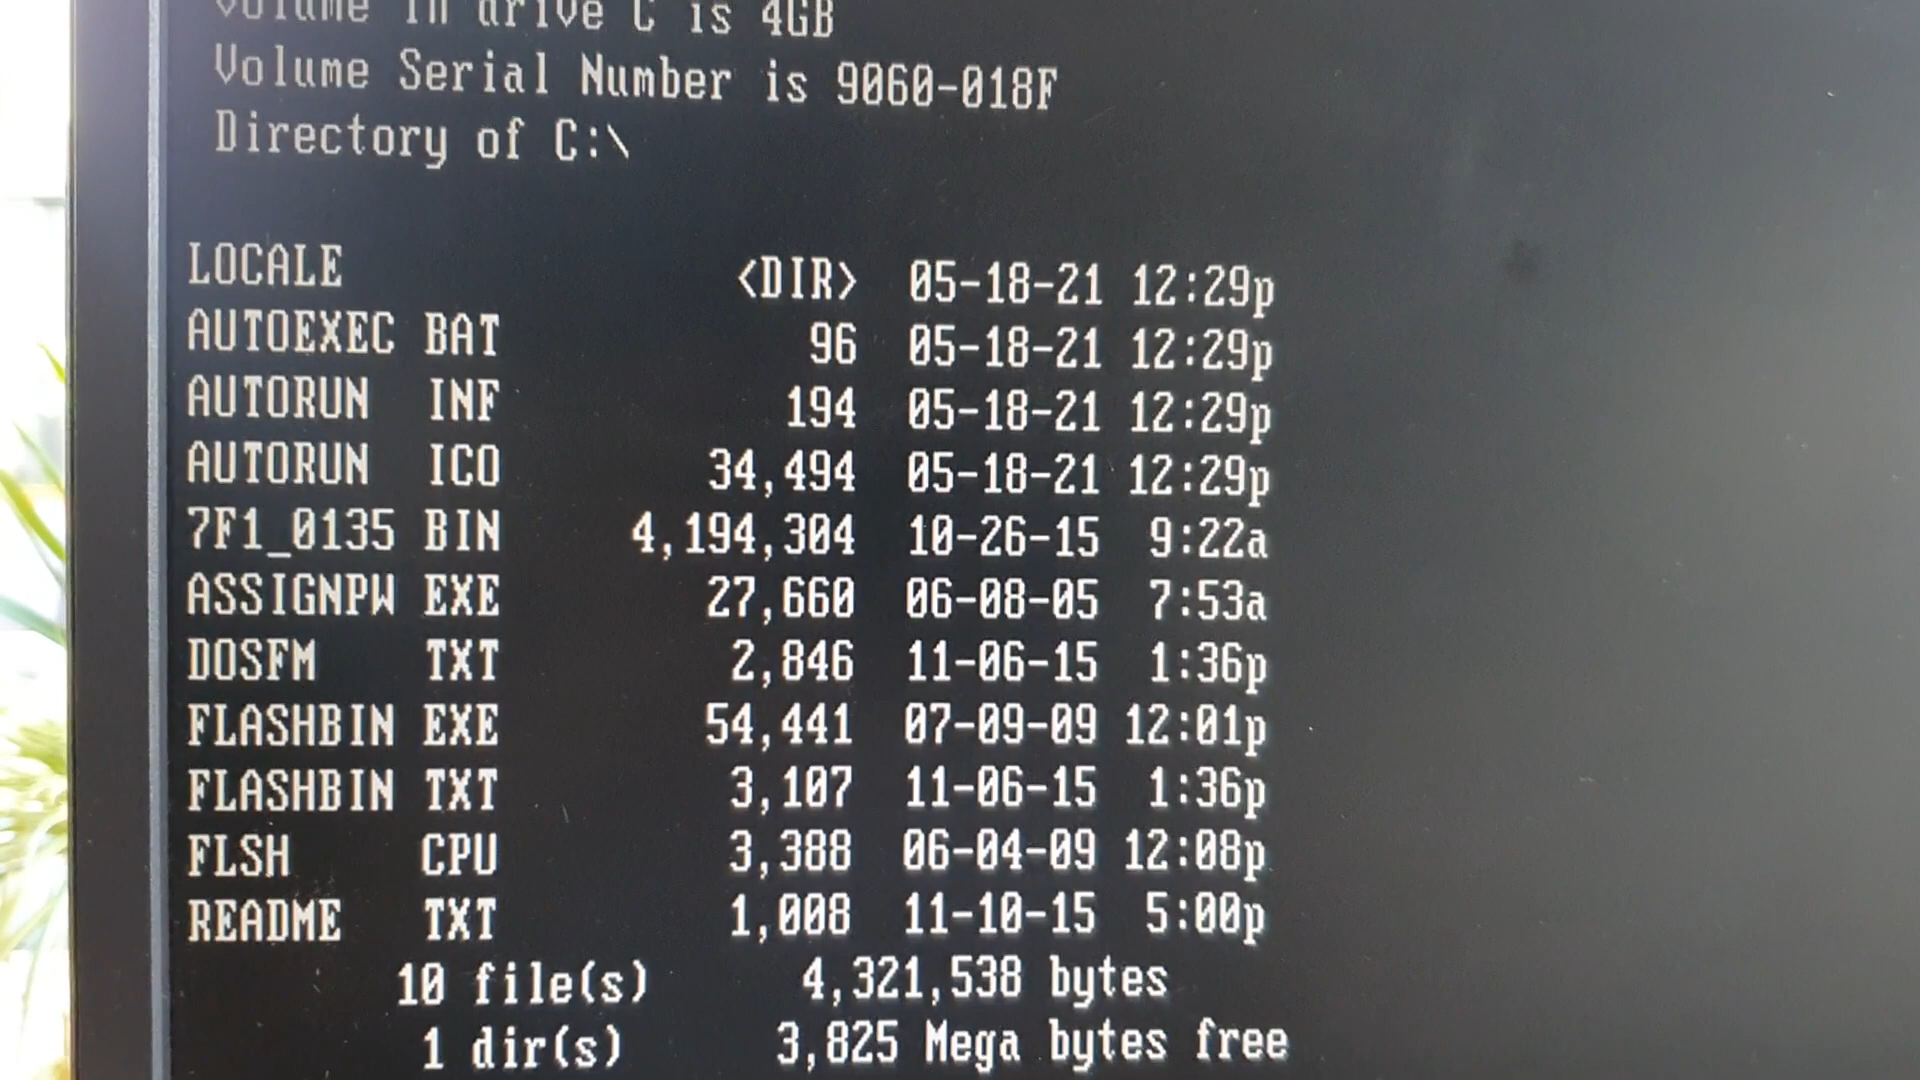 Volume in drive C is 4GB
Volume Serial Number is 9060-018F
Directory of C:\
LOCALE <DIR> 05-18-21 12:29p
AUTOEXEC BAT 96 05-18-21 12:29p
AUTORUN INF 194 05-18-21 12:29p
AUTORUN ICO 34,494 05-18-21 12:29p
7F1_0135 BIN 4,194,304 10-26-15 9:22a
ASSIGNPW EXE 27,660 06-08-05 7:53a
DOSFM TXT 2,846 11-06-15 1:36p
FLASHBIN EXE 54,441 07-09-09 12:01p
FLASHBIN TXT 3,107 11-06-15 1:36p
FLSH CPU 3,388 06-04-09 12:08p
README TXT 1,008 11-10-15 5:00p
10 file(s) 4,321,538 bytes
1 dir(s) 3,825 Mega bytes free